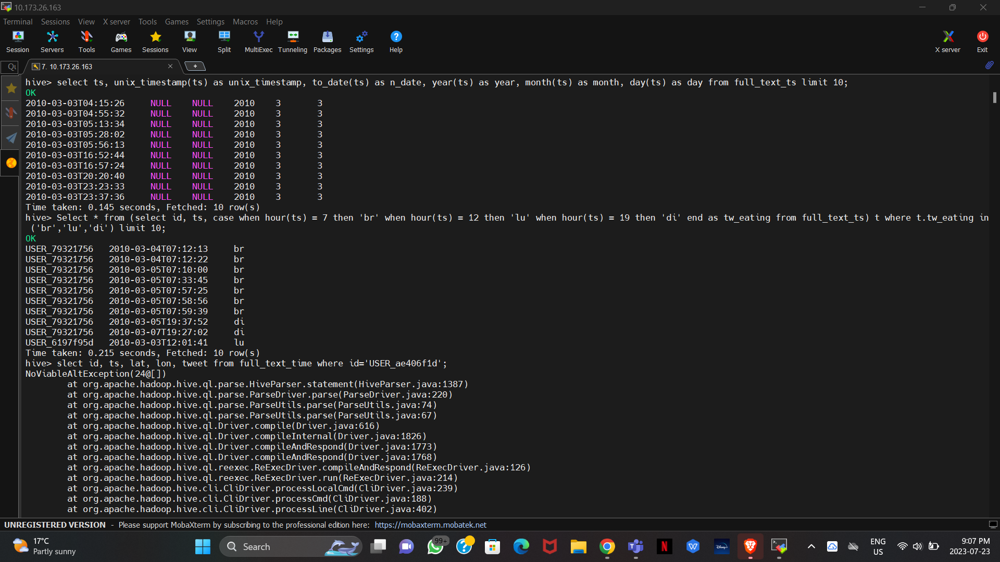 10.173.26.163
Terminal Sessions View X server Tools Games Settings Macros Help
Session Servers Tools Games Sessions View Split MultiExec Tunneling Packages Settings Help X server Exit
7. 10.173.26.163
hive> select ts, unix_timestamp(ts) as unix_timestamp, to_date(ts) as n_date, year(ts) as year, month(ts) as month, day(ts) as day from full_text_ts limit 10;
OK
2010-03-03T04:15:26 NULL NULL 2010 3 3
2010-03-03T04:55:32 NULL NULL 2010 3 3
2010-03-03T05:13:34 NULL NULL 2010 3 3
2010-03-03T05:28:02 NULL NULL 2010 3 3
2010-03-03T05:56:13 NULL NULL 2010 3 3
2010-03-03T16:52:44 NULL NULL 2010 3 3
2010-03-03T16:57:24 NULL NULL 2010 3 3
2010-03-03T20:20:40 NULL NULL 2010 3 3
2010-03-03T23:23:33 NULL NULL 2010 3 3
2010-03-03T23:37:36 NULL NULL 2010 3 3
Time taken: 0.145 seconds, Fetched: 10 row(s)
hive> Select * from (select id, ts, case when hour(ts) = 7 then 'br' when hour(ts) = 12 then 'lu' when hour(ts) = 19 then 'di' end as tw_eating from full_text_ts) t where t.tw_eating in
('br','lu','di') limit 10;
OK
USER_79321756 2010-03-04T07:12:13 br
USER_79321756 2010-03-04T07:12:22 br
USER_79321756 2010-03-05T07:10:00 br
USER_79321756 2010-03-05T07:33:45 br
USER_79321756 2010-03-05T07:57:25 br
USER_79321756 2010-03-05T07:58:56 br
USER_79321756 2010-03-05T07:59:39 br
USER_79321756 2010-03-05T19:37:52 di
USER_79321756 2010-03-07T19:27:02 di
USER_6197f95d 2010-03-03T12:01:41 lu
Time taken: 0.215 seconds, Fetched: 10 row(s)
hive> slect id, ts, lat, lon, tweet from full_text_time where id='USER_ae406f1d';
NoViableAltException(24@[])
at org.apache.hadoop.hive.ql.parse.HiveParser.statement(HiveParser.java:1387)
at org.apache.hadoop.hive.ql.parse.ParseDriver.parse(ParseDriver.java:220)
at org.apache.hadoop.hive.ql.parse.ParseUtils.parse(ParseUtils.java:74)
at org.apache.hadoop.hive.ql.parse.ParseUtils.parse(ParseUtils.java:67)
at org.apache.hadoop.hive.ql.Driver.compile(Driver.java:616)
at org.apache.hadoop.hive.ql.Driver.compileInternal(Driver.java:1826)
at org.apache.hadoop.hive.ql.Driver.compileAndRespond(Driver.java:1773)
at org.apache.hadoop.hive.ql.Driver.compileAndRespond(Driver.java:1768)
at org.apache.hadoop.hive.ql.reexec.ReExecDriver.compileAndRespond(ReExecDriver.java:126)
at org.apache.hadoop.hive.ql.reexec.ReExecDriver.run(ReExecDriver.java:214)
at org.apache.hadoop.hive.cli.CliDriver.processLocalCmd(CliDriver.java:239)
at org.apache.hadoop.hive.cli.CliDriver.processCmd(CliDriver.java:188)
at org.apache.hadoop.hive.cli.CliDriver.processLine(CliDriver.java:402)
UNREGISTERED VERSION - Please support MobaXterm by subscribing to the professional edition here: https://mobaxterm.mobatek.net
17°C
Partly sunny
Search
99+
ENG
US
9:07 PM
2023-07-23